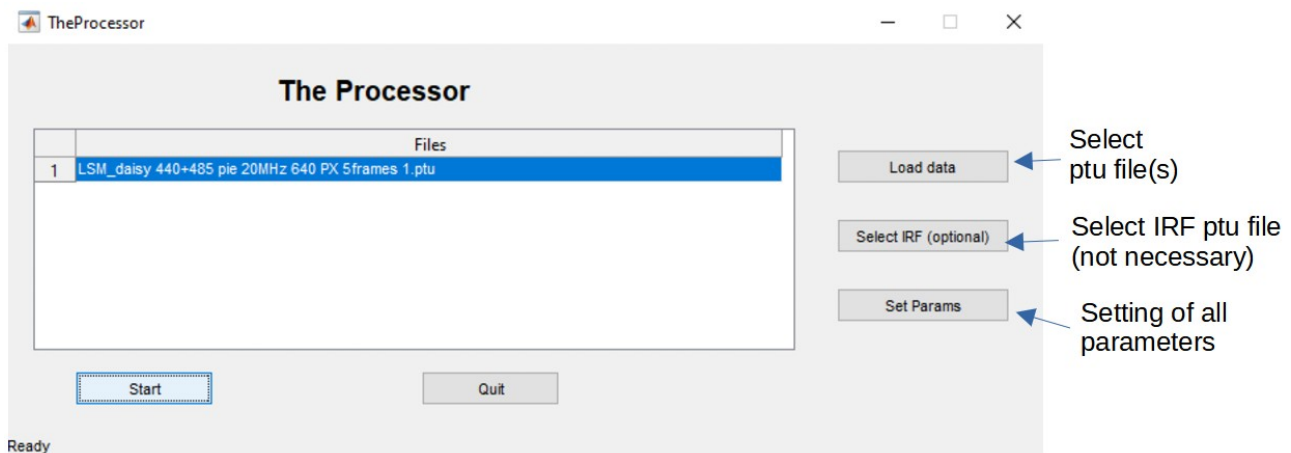 TheProcessor
The Processor
Files
1 LSM_daisy 440+485 pie 20MHz 640 PX 5frames 1.ptu
Load data
Select
ptu file(s)
Select IRF (optional)
Select IRF ptu file
(not necessary)
Set Params
Setting of all
parameters
Start
Quit
Ready